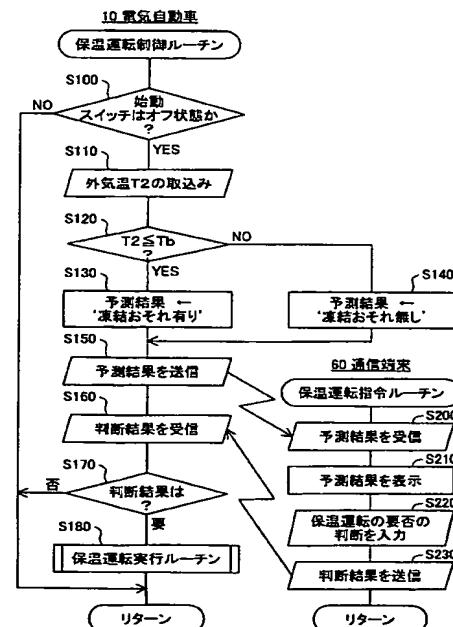 10 電気自動車
保温運転制御ルーチン
S100
NO
始動
スイッチはオフ状態か
?
YES
S110
外気温T2の取込み
S120
T2≦Tb
?
NO
YES
S130
予測結果 ←
‘凍結おそれ有り’
S140
予測結果 ←
‘凍結おそれ無し’
S150
予測結果を送信
S160
判断結果を受信
S170
否
判断結果は
?
要
S180
保温運転実行ルーチン
リターン
60 通信端末
保温運転指令ルーチン
S200
予測結果を受信
S210
予測結果を表示
S220
保温運転の要否の
判断を入力
S230
判断結果を送信
リターン